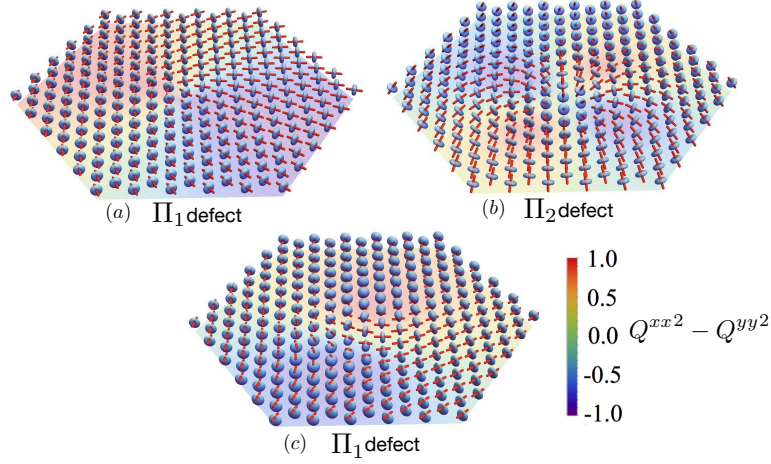 (a) Π₁ defect
(b) Π₂ defect
1.0
0.5
0.0
-0.5
-1.0
Q^{xx2} − Q^{yy2}
(c) Π₁ defect